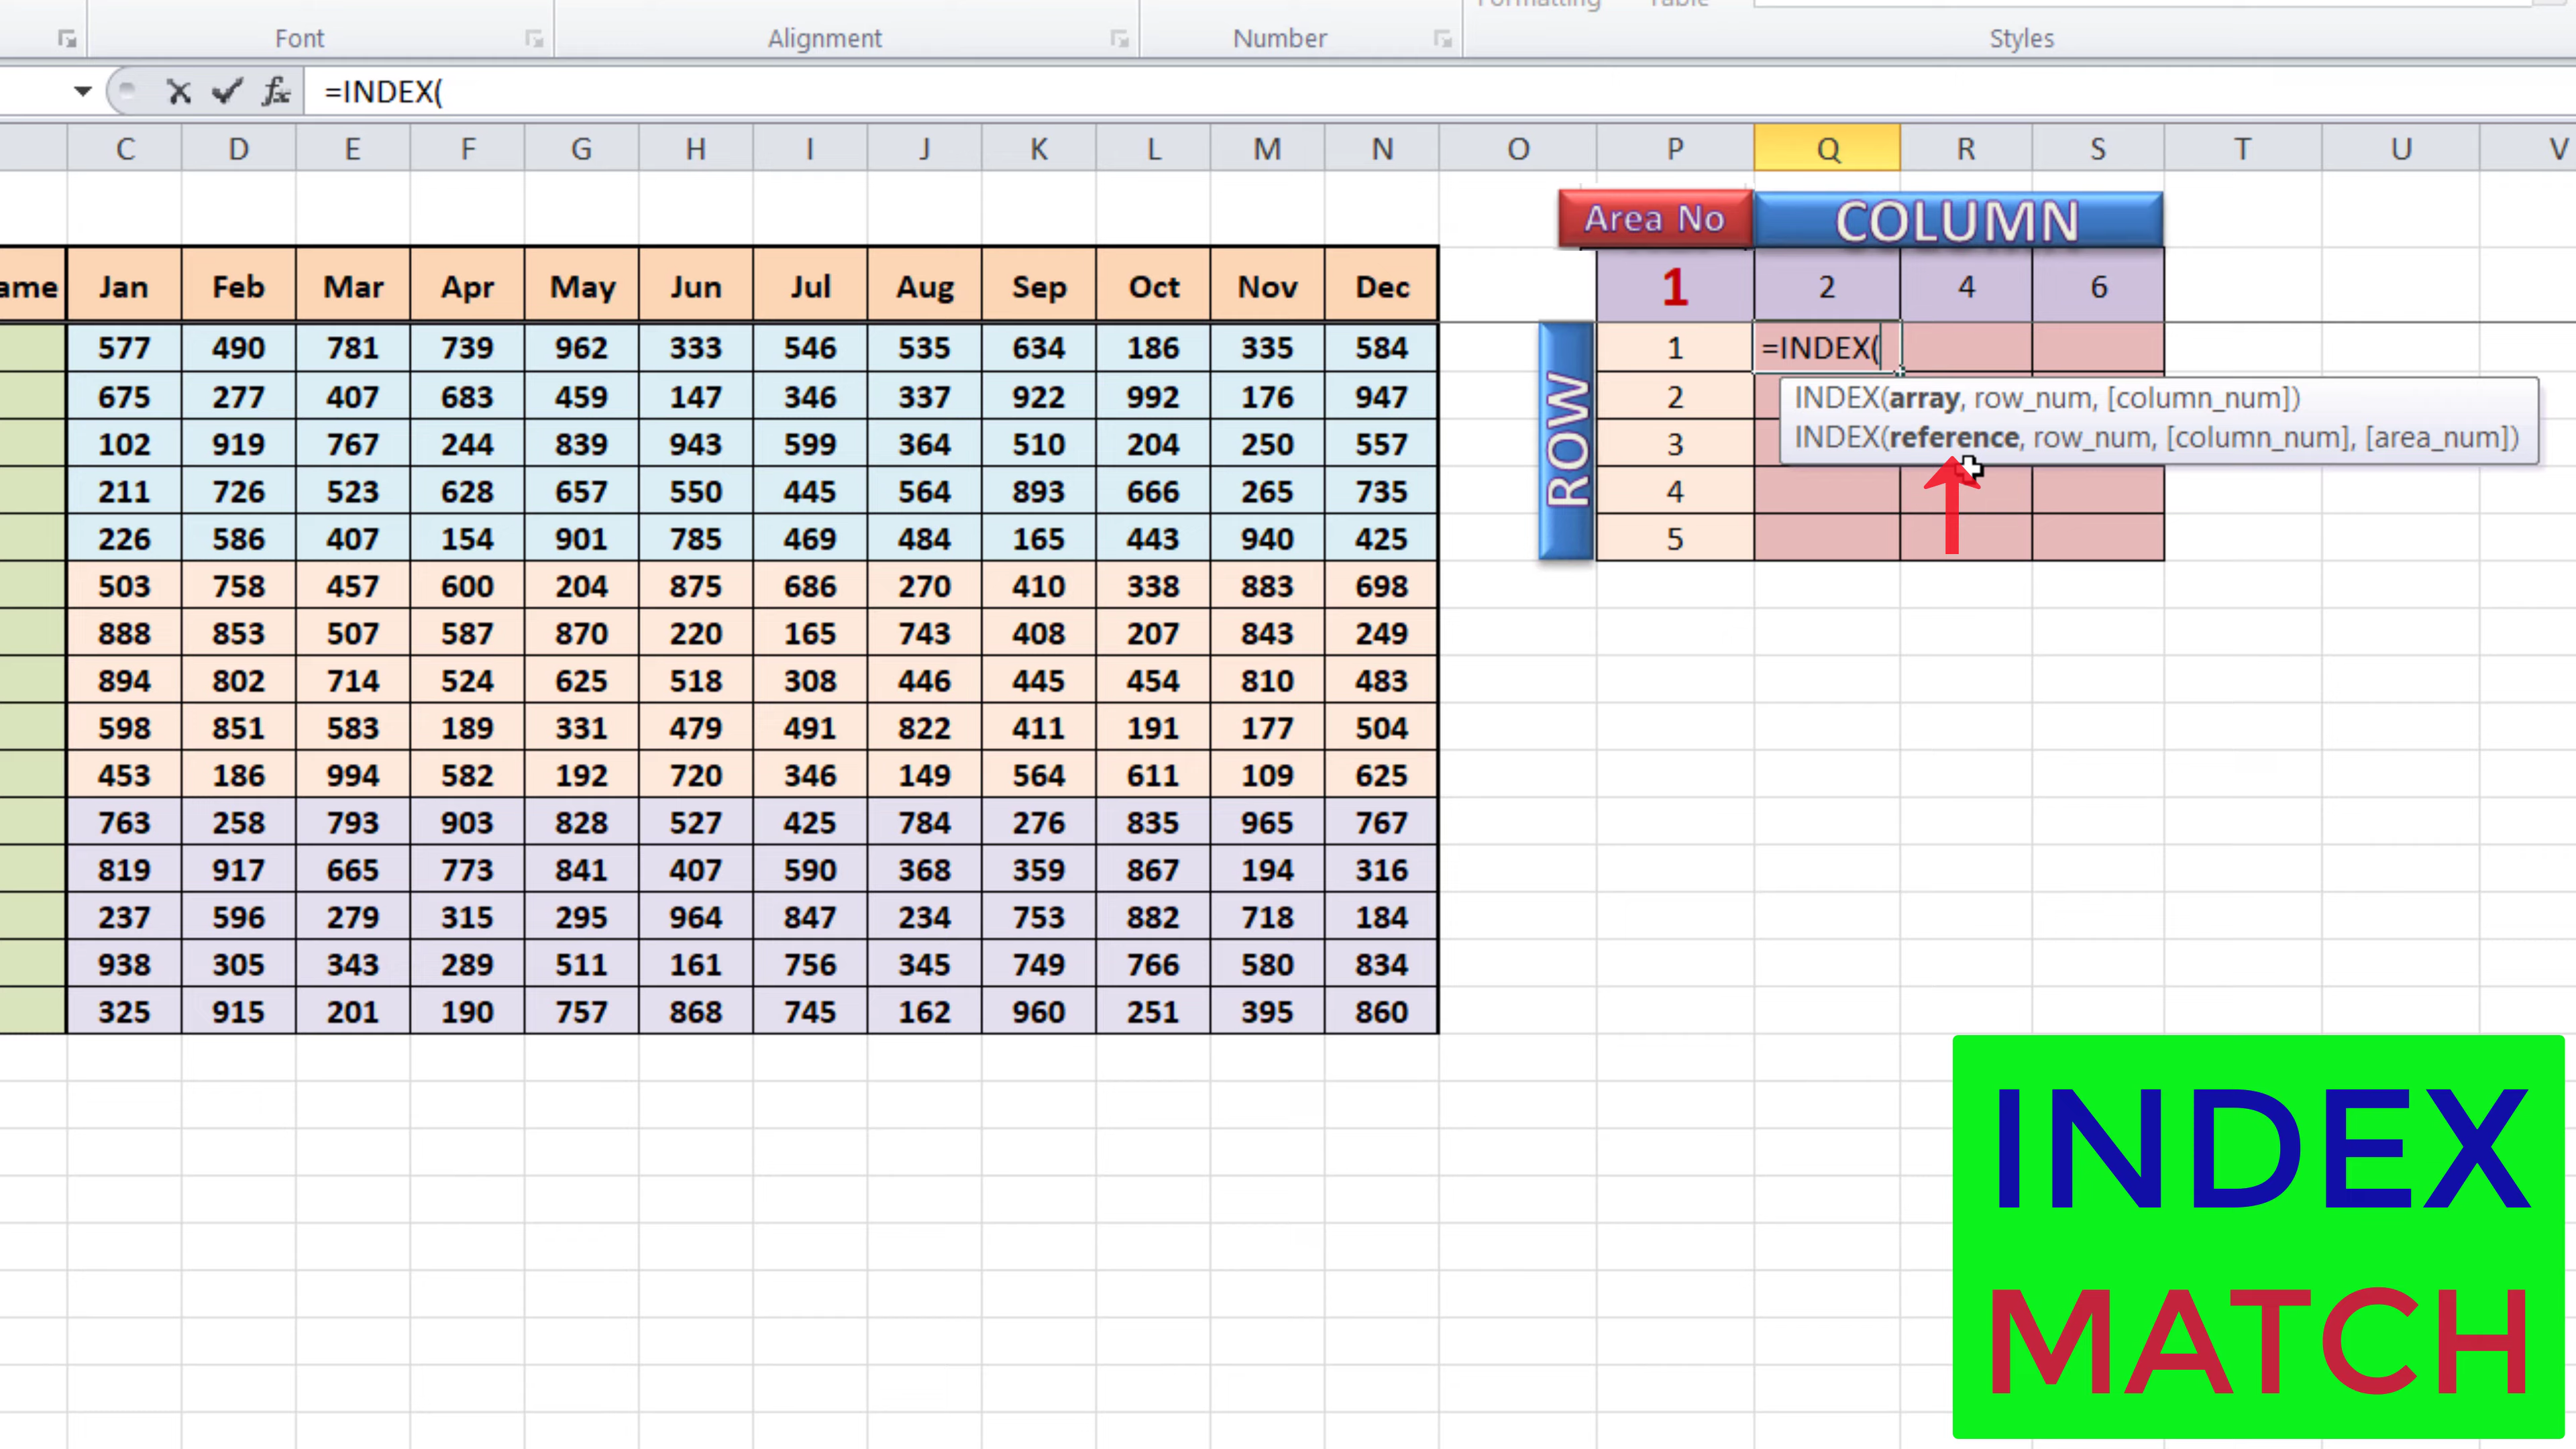 Formatting Table
Font Alignment Number Styles
=INDEX(
C D E F G H I J K L M N O P Q R S T U V
Area No COLUMN
ame Jan Feb Mar Apr May Jun Jul Aug Sep Oct Nov Dec 1 2 4 6
577 490 781 739 962 333 546 535 634 186 335 584 1 =INDEX(
675 277 407 683 459 147 346 337 922 992 176 947 2 INDEX(array, row_num, [column_num])
102 919 767 244 839 943 599 364 510 204 250 557 3 INDEX(reference, row_num, [column_num], [area_num])
ROW
211 726 523 628 657 550 445 564 893 666 265 735 4
226 586 407 154 901 785 469 484 165 443 940 425 5
503 758 457 600 204 875 686 270 410 338 883 698
888 853 507 587 870 220 165 743 408 207 843 249
894 802 714 524 625 518 308 446 445 454 810 483
598 851 583 189 331 479 491 822 411 191 177 504
453 186 994 582 192 720 346 149 564 611 109 625
763 258 793 903 828 527 425 784 276 835 965 767
819 917 665 773 841 407 590 368 359 867 194 316
237 596 279 315 295 964 847 234 753 882 718 184
938 305 343 289 511 161 756 345 749 766 580 834
325 915 201 190 757 868 745 162 960 251 395 860
INDEX
MATCH